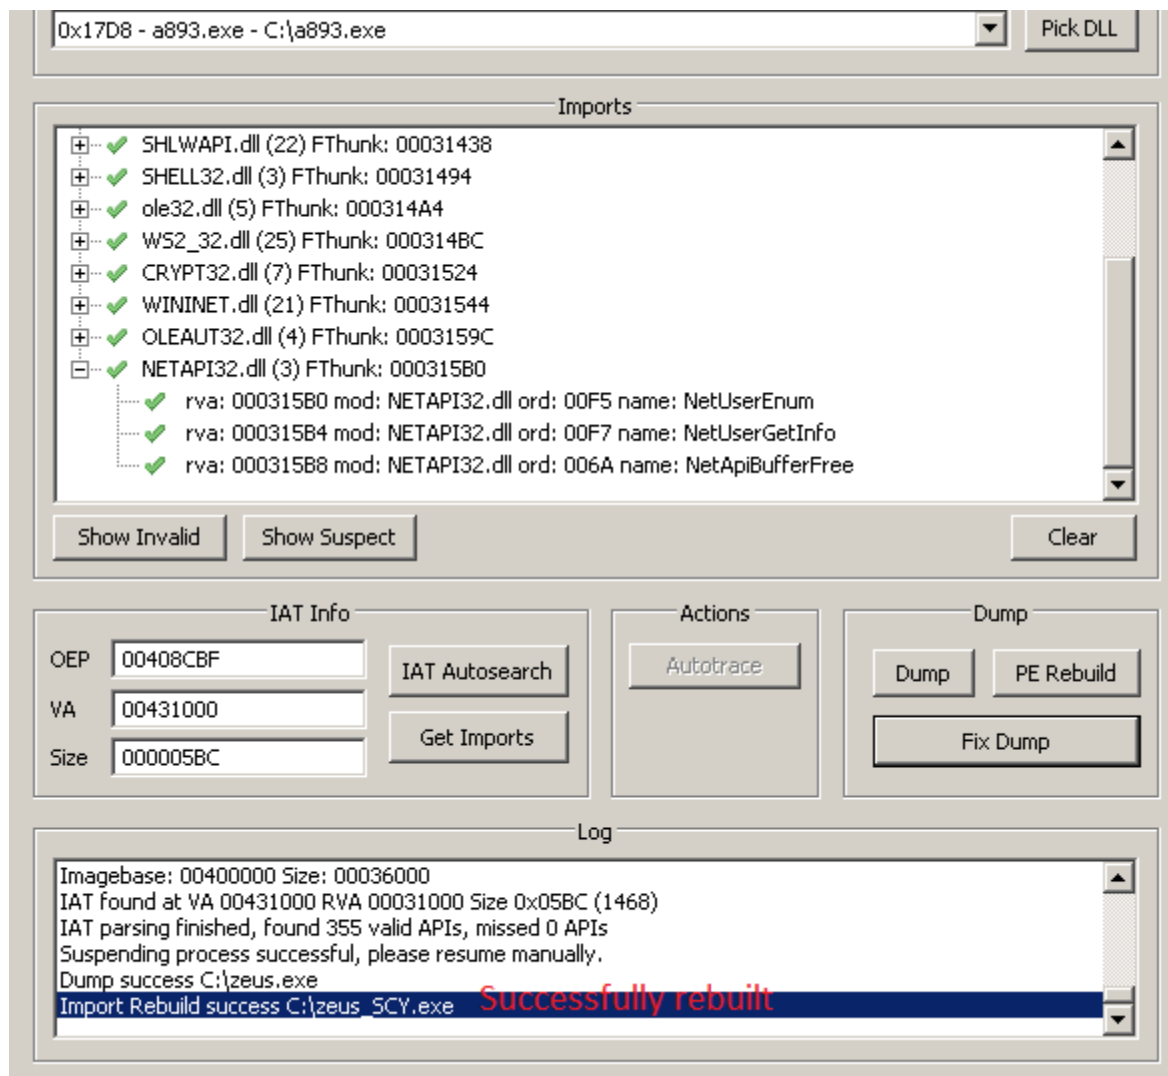 0x17D8 - a893.exe - C:\a893.exe
Pick DLL
Imports
SHLWAPI.dll (22) FThunk: 00031438
SHELL32.dll (3) FThunk: 00031494
ole32.dll (5) FThunk: 000314A4
WS2_32.dll (25) FThunk: 000314BC
CRYPT32.dll (7) FThunk: 00031524
WININET.dll (21) FThunk: 00031544
OLEAUT32.dll (4) FThunk: 0003159C
NETAPI32.dll (3) FThunk: 000315B0
rva: 000315B0 mod: NETAPI32.dll ord: 00F5 name: NetUserEnum
rva: 000315B4 mod: NETAPI32.dll ord: 00F7 name: NetUserGetInfo
rva: 000315B8 mod: NETAPI32.dll ord: 006A name: NetApiBufferFree
Show Invalid
Show Suspect
Clear
IAT Info
OEP 00408CBF
VA 00431000
Size 000005BC
IAT Autosearch
Get Imports
Actions
Autotrace
Dump
Dump
PE Rebuild
Fix Dump
Log
Imagebase: 00400000 Size: 00036000
IAT found at VA 00431000 RVA 00031000 Size 0x05BC (1468)
IAT parsing finished, found 355 valid APIs, missed 0 APIs
Suspending process successful, please resume manually.
Dump success C:\zeus.exe
Import Rebuild success C:\zeus_SCY.exe
Successfully rebuilt